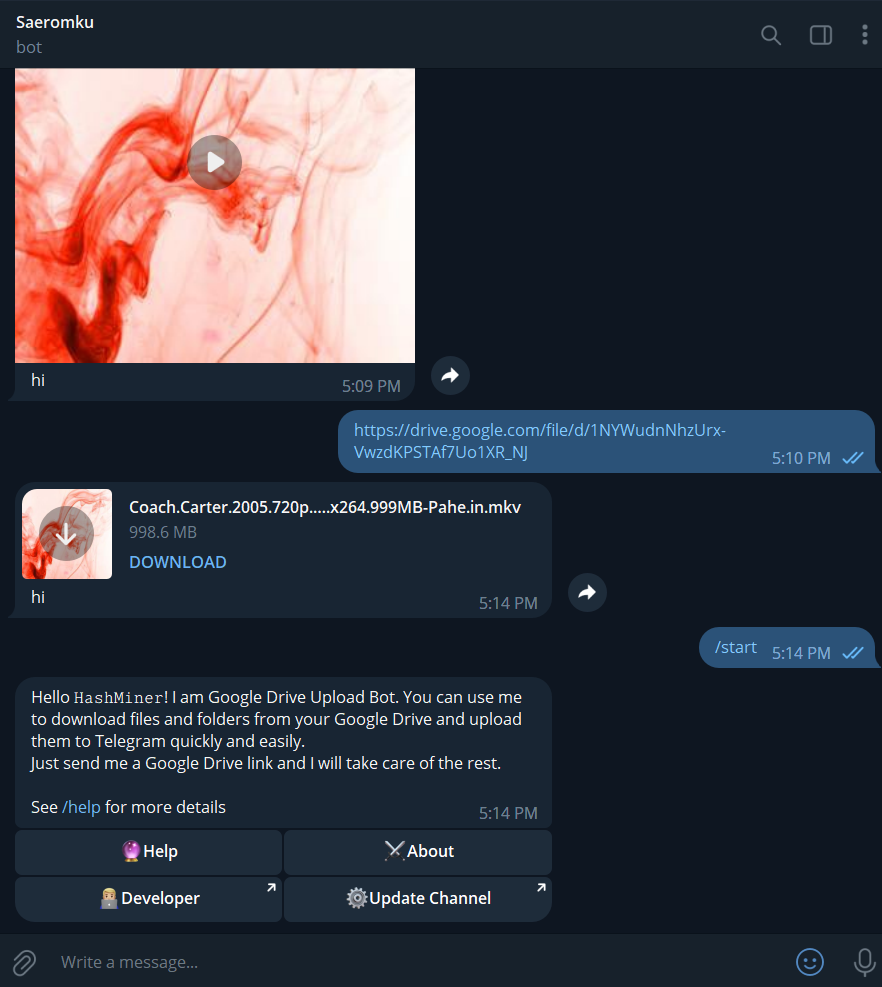 Saeromku
bot
hi
5:09 PM
https://drive.google.com/file/d/1NYWudnNhzUrx-
VwzdKPSTAf7Uo1XR_NJ
5:10 PM
Coach.Carter.2005.720p.....x264.999MB-Pahe.in.mkv
998.6 MB
DOWNLOAD
hi
5:14 PM
/start 5:14 PM
Hello HashMiner! I am Google Drive Upload Bot. You can use me
to download files and folders from your Google Drive and upload
them to Telegram quickly and easily.
Just send me a Google Drive link and I will take care of the rest.
See /help for more details
5:14 PM
Help
About
Developer
Update Channel
Write a message...